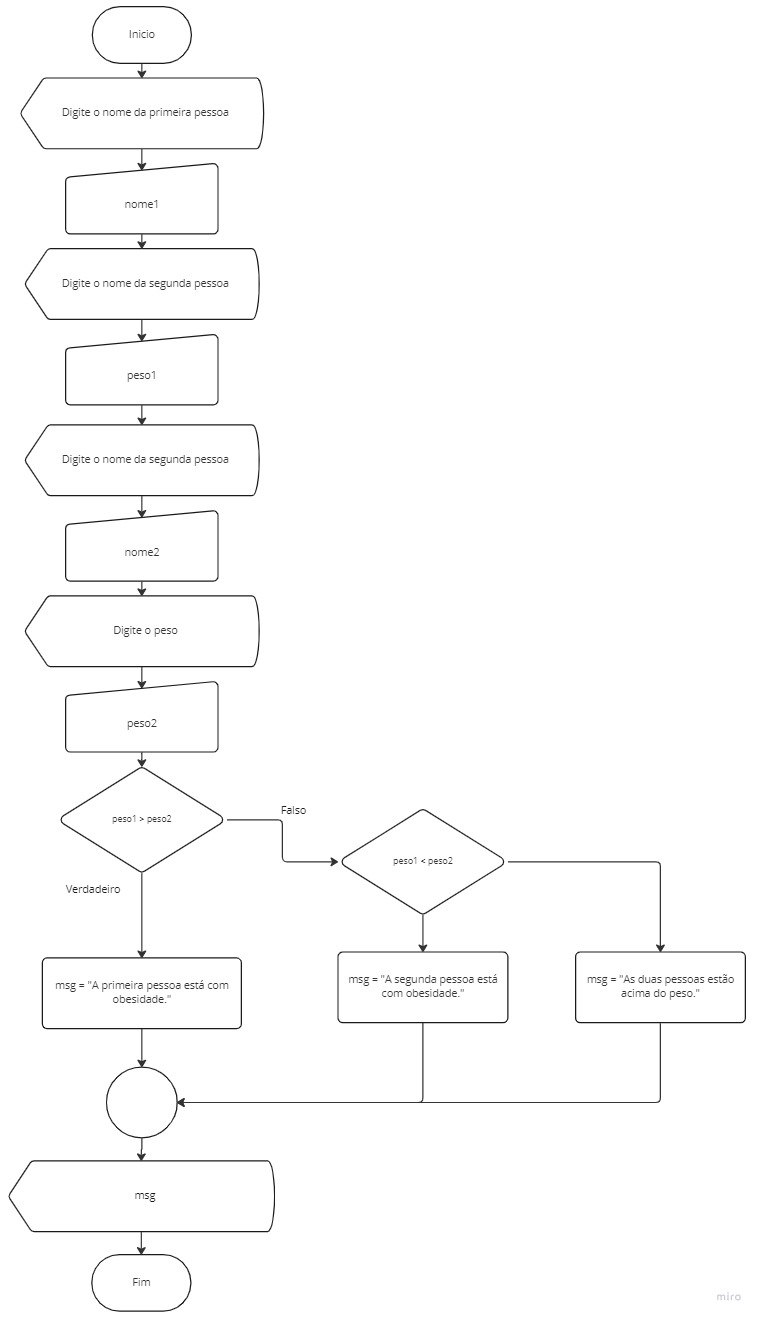 Início
Digite o nome da primeira pessoa
nome1
Digite o nome da segunda pessoa
peso1
Digite o nome da segunda pessoa
nome2
Digite o peso
peso2
peso1 > peso2
Falso
peso1 < peso2
Verdadeiro
msg = "A primeira pessoa está com
obesidade."
msg = "A segunda pessoa está
com obesidade."
msg = "As duas pessoas estão
acima do peso."
msg
Fim
miro